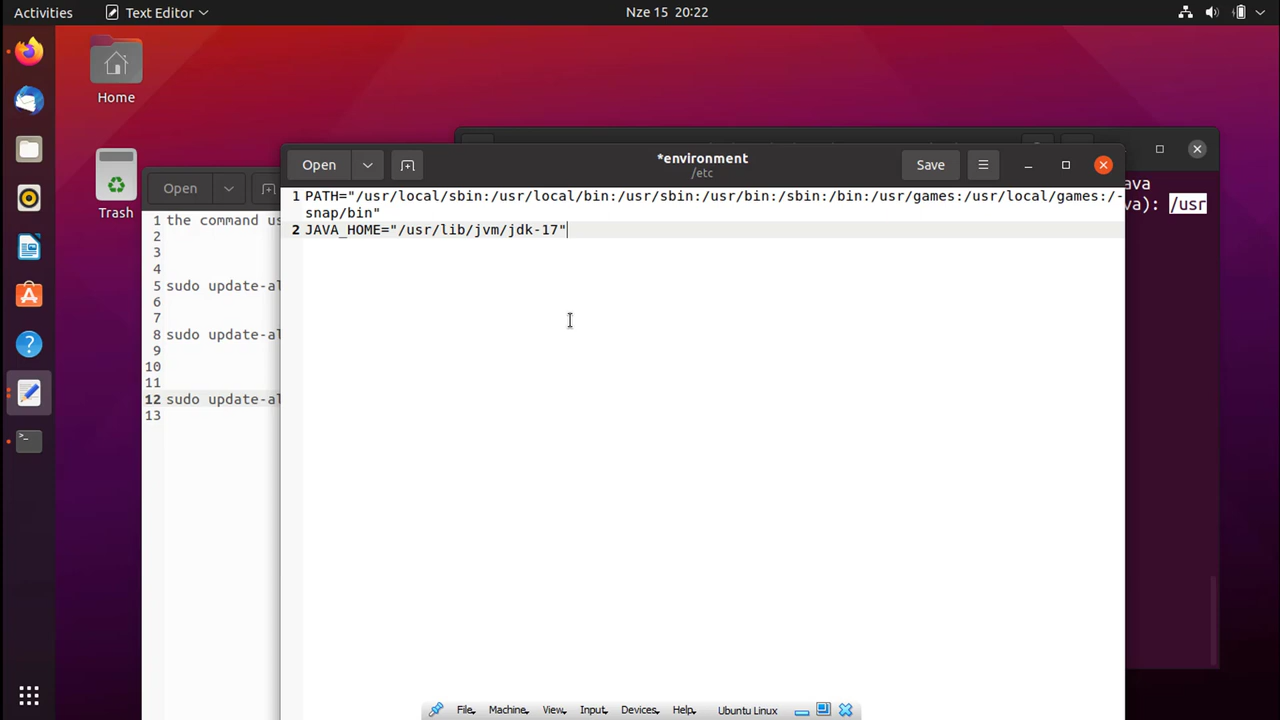 Activities
Text Editor
Nze 15 20:22
Home
Trash
Open
1 the command us
2
3
4
5 sudo update-al
6
7
8 sudo update-al
9
10
11
12 sudo update-al
13
Open
*environment
/etc
Save
1 PATH="/usr/local/sbin:/usr/local/bin:/usr/sbin:/usr/bin:/sbin:/bin:/usr/games:/usr/local/games:/-
snap/bin"
2 JAVA_HOME="/usr/lib/jvm/jdk-17"
ava
va): /usr
File
Machine
View
Input
Devices
Help
Ubuntu Linux